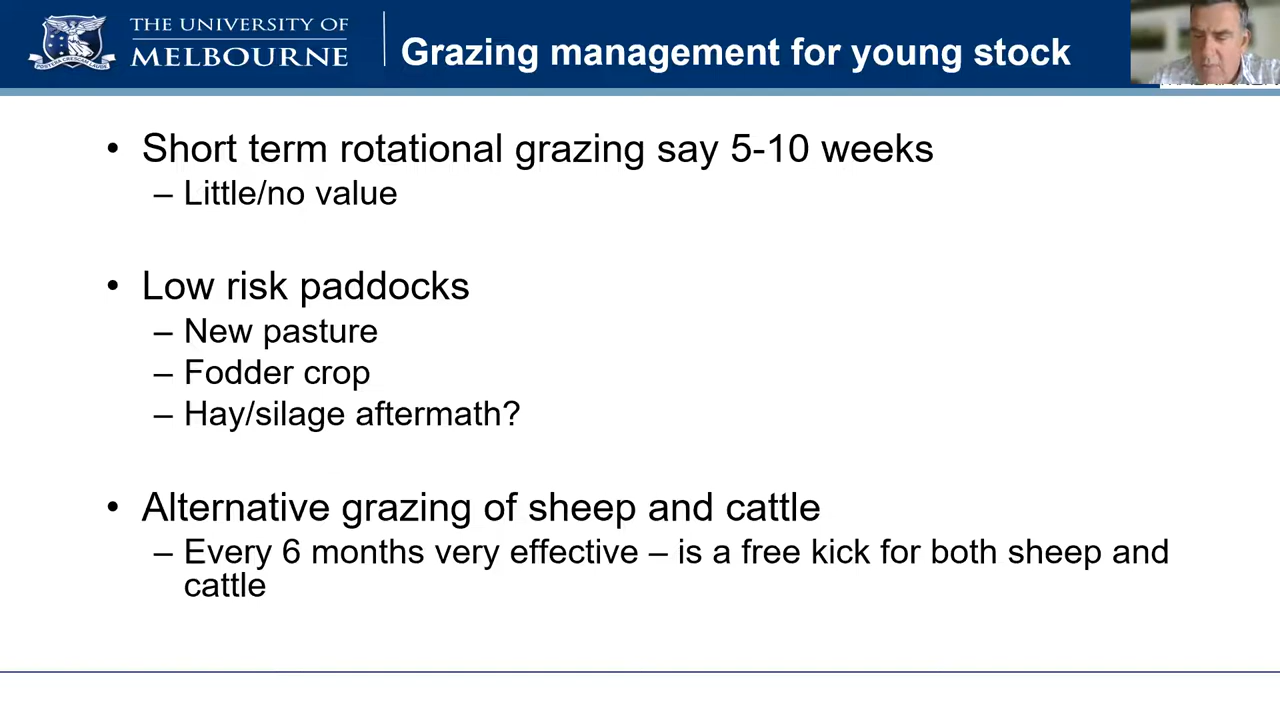 THE UNIVERSITY OF
MELBOURNE
Grazing management for young stock
• Short term rotational grazing say 5-10 weeks
– Little/no value
• Low risk paddocks
– New pasture
– Fodder crop
– Hay/silage aftermath?
• Alternative grazing of sheep and cattle
– Every 6 months very effective – is a free kick for both sheep and
cattle